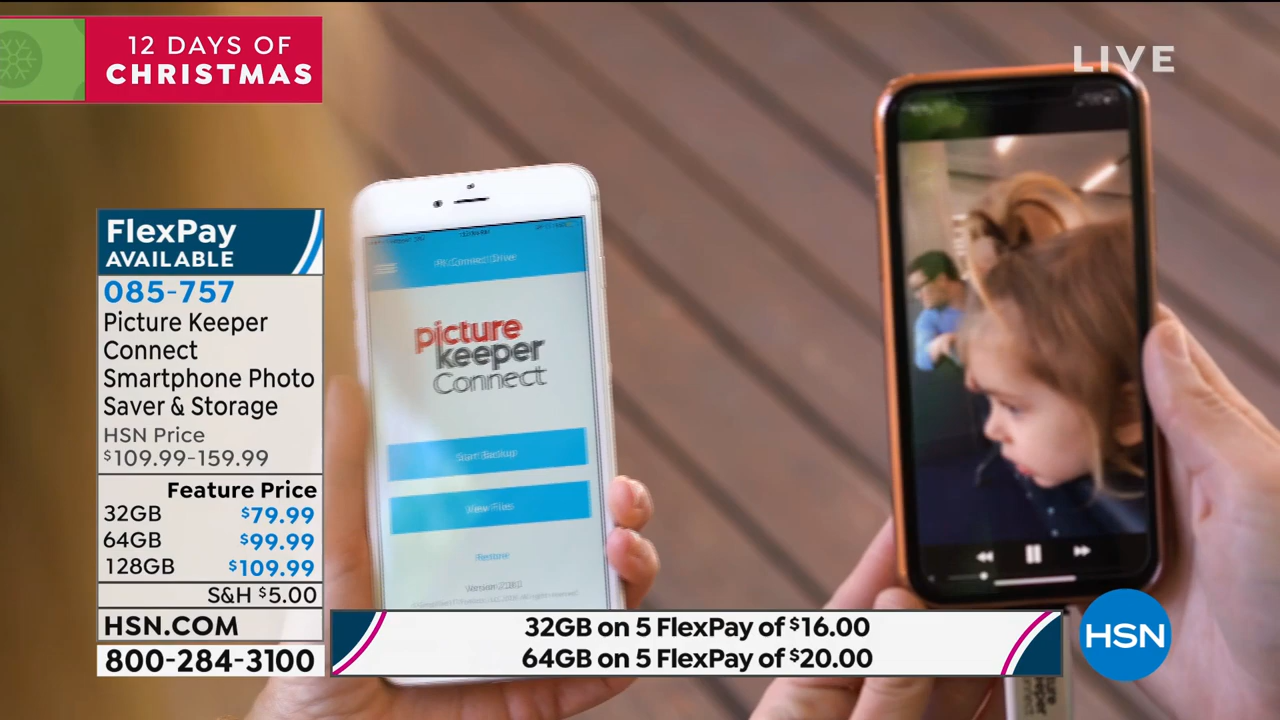 12 DAYS OF
CHRISTMAS
LIVE
FlexPay
AVAILABLE
085-757
Picture Keeper
Connect
Smartphone Photo
Saver & Storage
HSN Price
$109.99-159.99
Feature Price
32GB $79.99
64GB $99.99
128GB $109.99
S&H $5.00
HSN.COM
800-284-3100
PK Connect Drive
picture
keeper
Connect
Start Backup
View Files
Restore
32GB on 5 FlexPay of $16.00
64GB on 5 FlexPay of $20.00
HSN